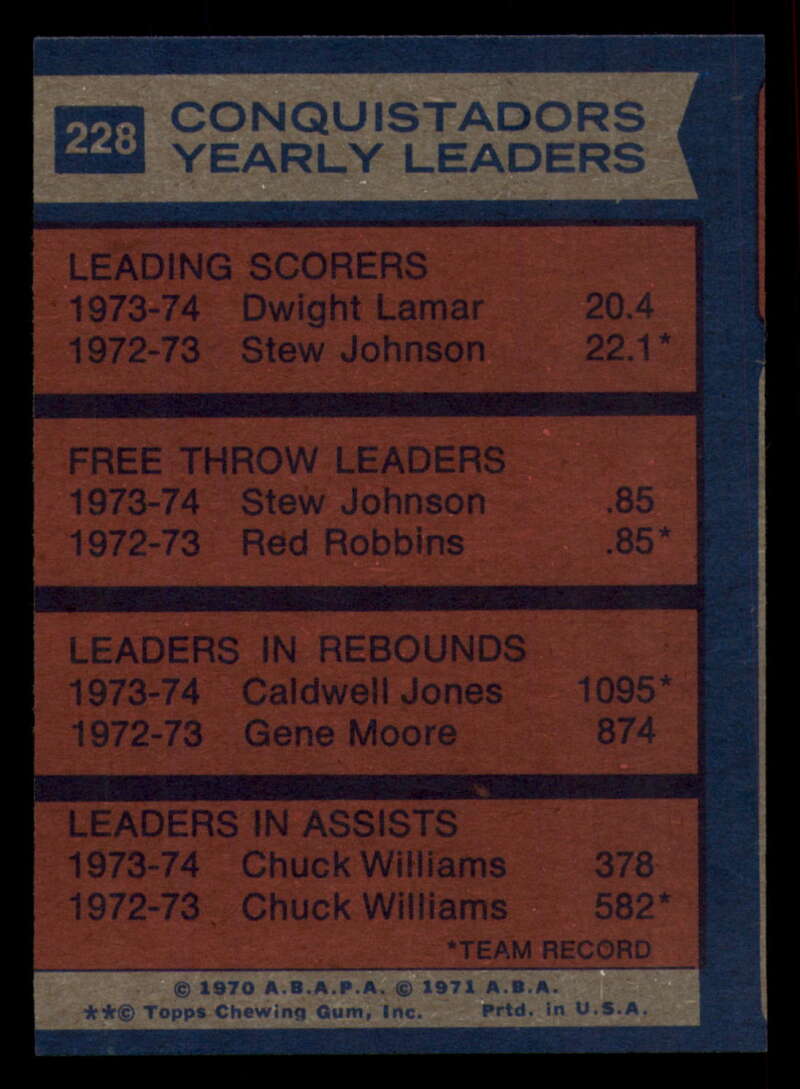 228
CONQUISTADORS
YEARLY LEADERS
LEADING SCORERS
1973-74 Dwight Lamar 20.4
1972-73 Stew Johnson 22.1*
FREE THROW LEADERS
1973-74 Stew Johnson .85
1972-73 Red Robbins .85*
LEADERS IN REBOUNDS
1973-74 Caldwell Jones 1095*
1972-73 Gene Moore 874
LEADERS IN ASSISTS
1973-74 Chuck Williams 378
1972-73 Chuck Williams 582*
*TEAM RECORD
© 1970 A.B.A.P.A. © 1971 A.B.A.
**© Topps Chewing Gum, Inc. Prtd. in U.S.A.